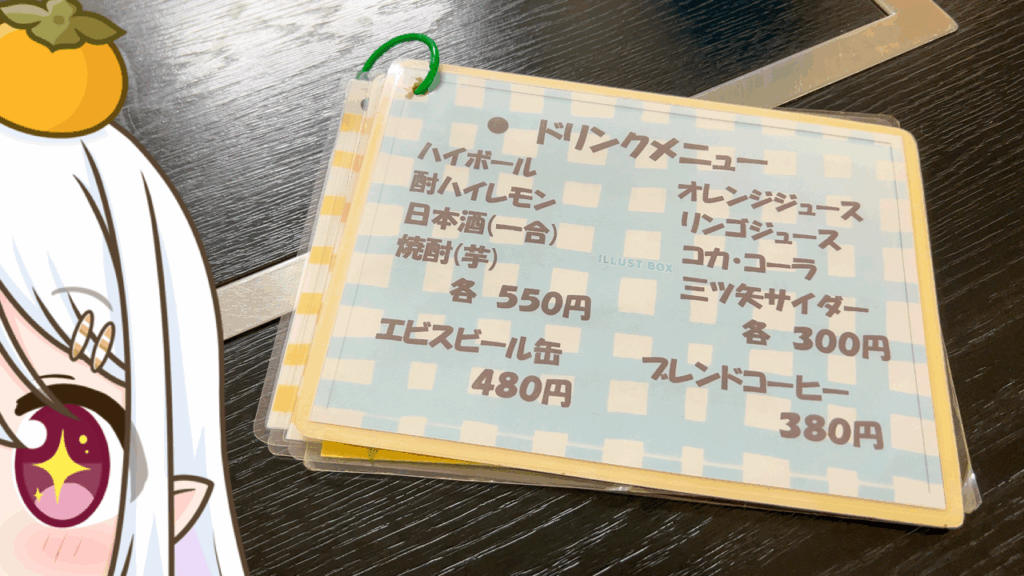 ● ドリンクメニュー
ハイボール
酎ハイレモン
日本酒(一合)
焼酎(芋)
各 550円
エビスビール缶
480円
オレンジジュース
リンゴジュース
コカ・コーラ
三ツ矢サイダー
各 300円
ブレンドコーヒー
380円
ILLUST BOX